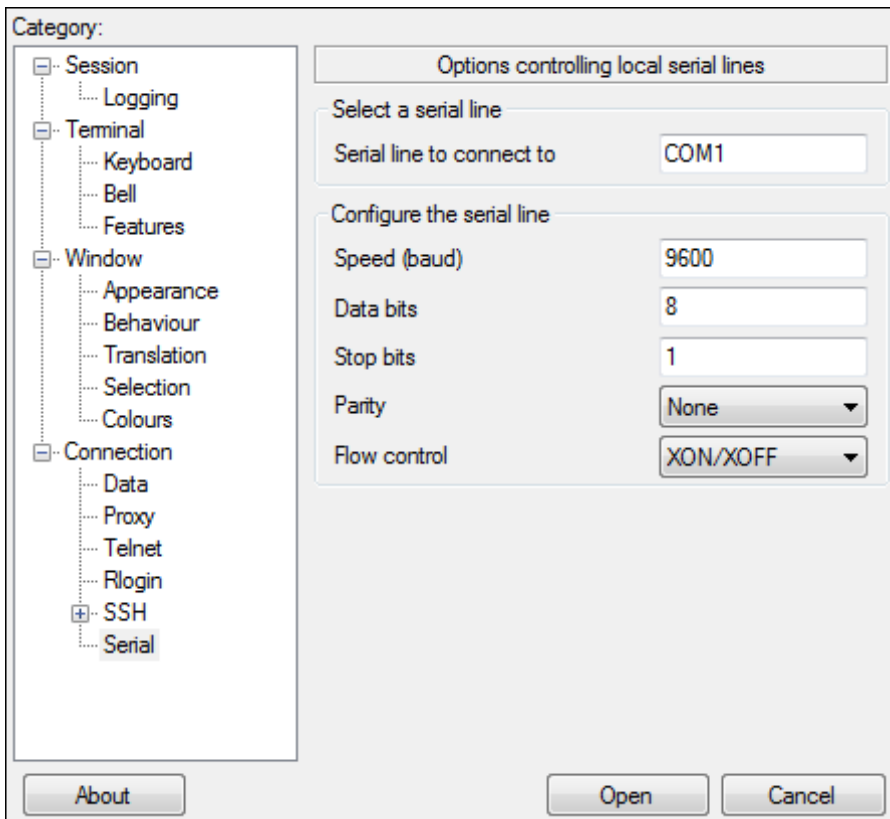 Category:
Session
Logging
Terminal
Keyboard
Bell
Features
Window
Appearance
Behaviour
Translation
Selection
Colours
Connection
Data
Proxy
Telnet
Rlogin
SSH
Serial
Options controlling local serial lines
Select a serial line
Serial line to connect to COM1
Configure the serial line
Speed (baud) 9600
Data bits 8
Stop bits 1
Parity None
Flow control XON/XOFF
About Open Cancel